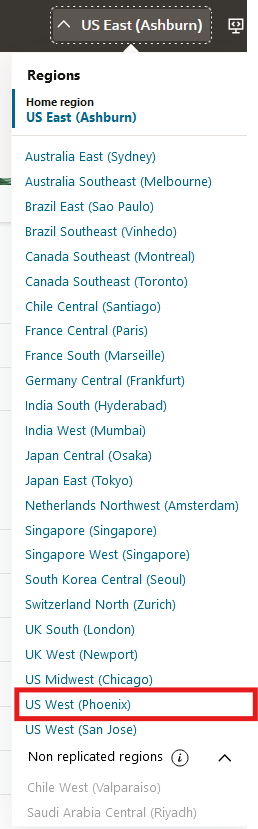 US East (Ashburn)
Regions
Home region
US East (Ashburn)
Australia East (Sydney)
Australia Southeast (Melbourne)
Brazil East (Sao Paulo)
Brazil Southeast (Vinhedo)
Canada Southeast (Montreal)
Canada Southeast (Toronto)
Chile Central (Santiago)
France Central (Paris)
France South (Marseille)
Germany Central (Frankfurt)
India South (Hyderabad)
India West (Mumbai)
Japan Central (Osaka)
Japan East (Tokyo)
Netherlands Northwest (Amsterdam)
Singapore (Singapore)
Singapore West (Singapore)
South Korea Central (Seoul)
Switzerland North (Zurich)
UK South (London)
UK West (Newport)
US Midwest (Chicago)
US West (Phoenix)
US West (San Jose)
Non replicated regions
Chile West (Valparaiso)
Saudi Arabia Central (Riyadh)